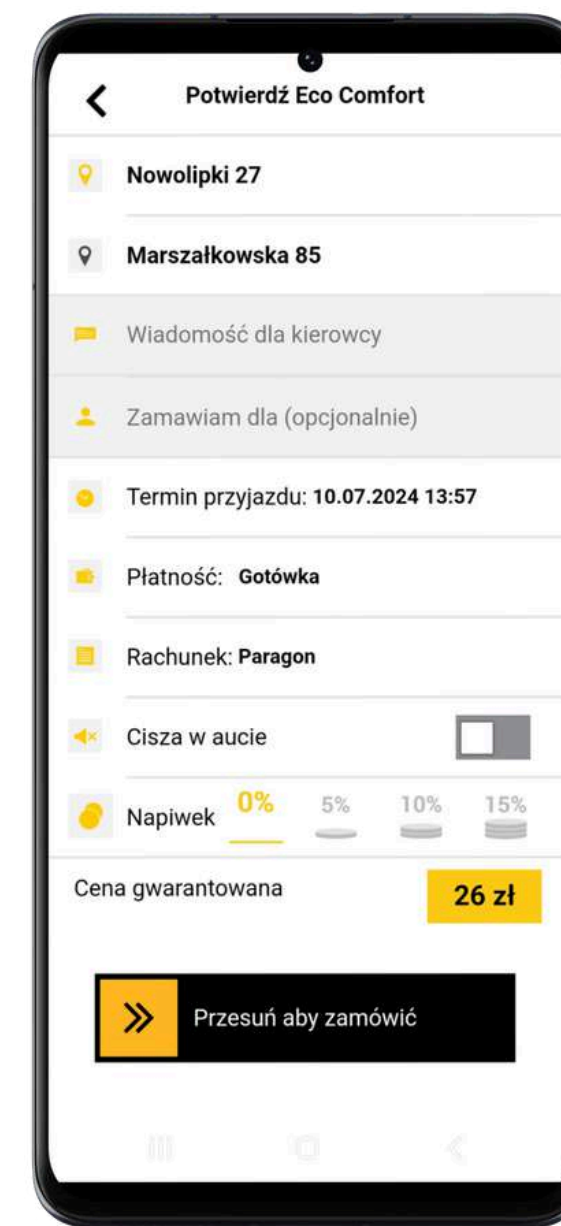 Potwierdź Eco Comfort
Nowolipki 27
Marszałkowska 85
Wiadomość dla kierowcy
Zamawiam dla (opcjonalnie)
Termin przyjazdu: 10.07.2024 13:57
Płatność: Gotówka
Rachunek: Paragon
Cisza w aucie
Napiwek 0% 5% 10% 15%
Cena gwarantowana 26 zł
Przesuń aby zamówić